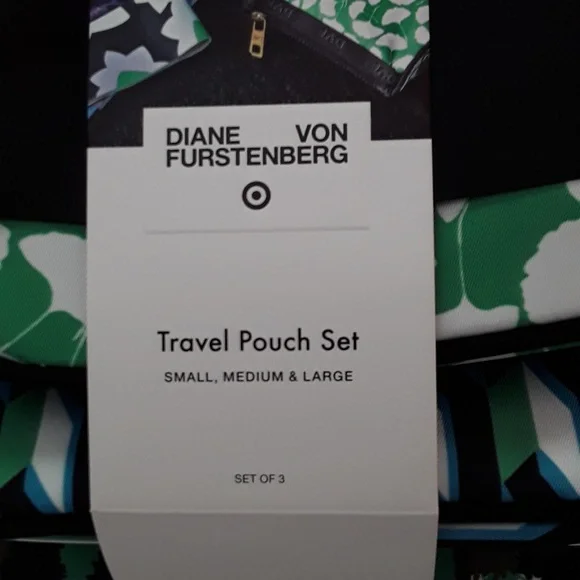 DIANE VON
FURSTENBERG
Travel Pouch Set
SMALL, MEDIUM & LARGE
SET OF 3